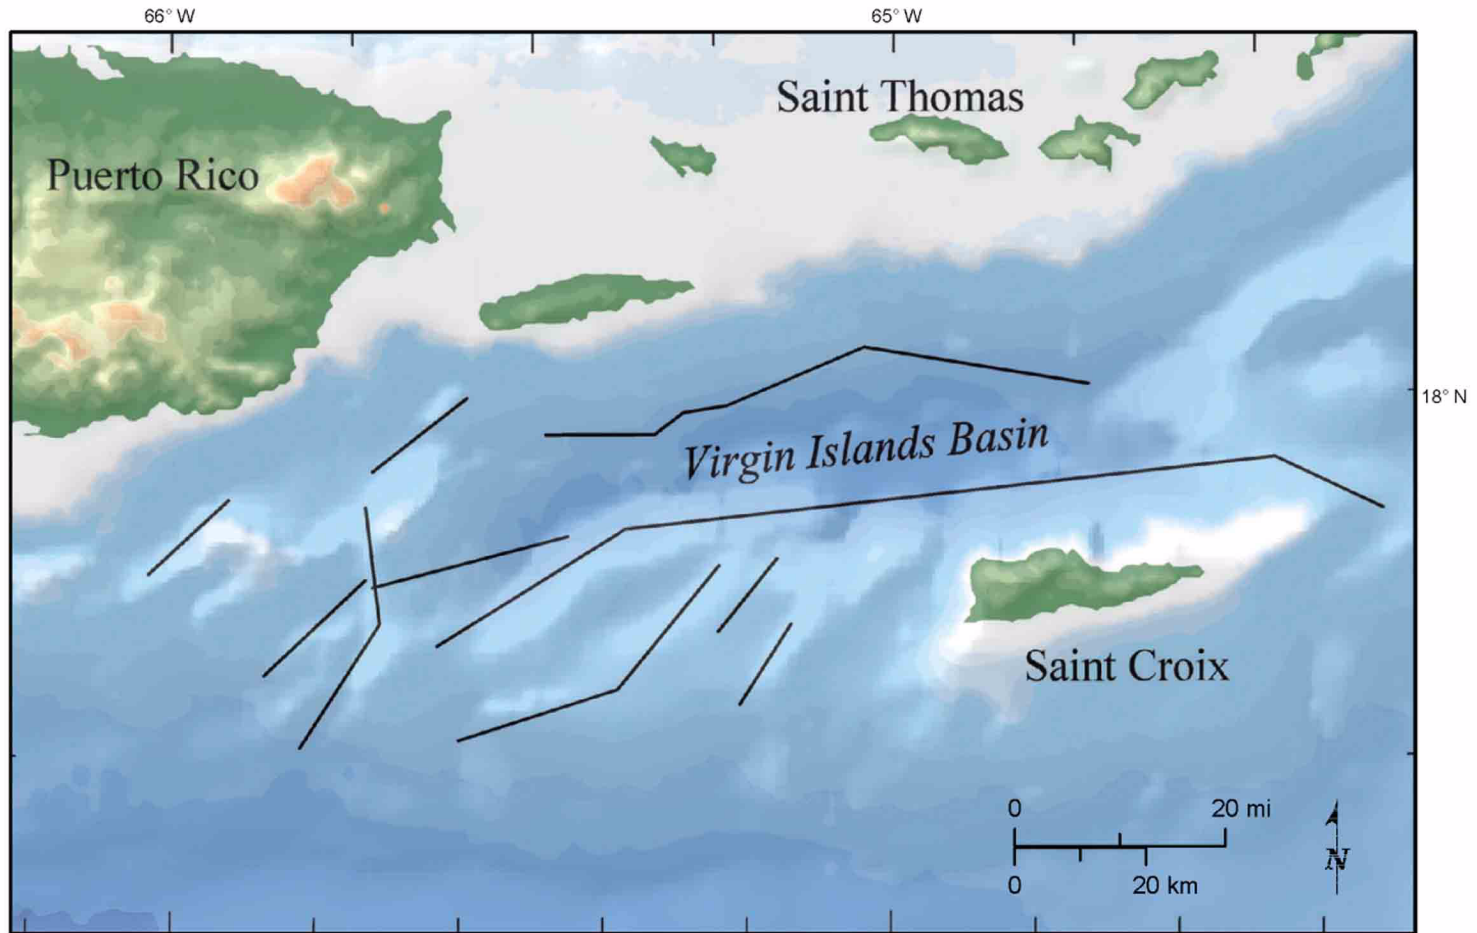 66° W
65° W
Saint Thomas
Puerto Rico
18° N
Virgin Islands Basin
Saint Croix
0
20 mi
0
20 km
N